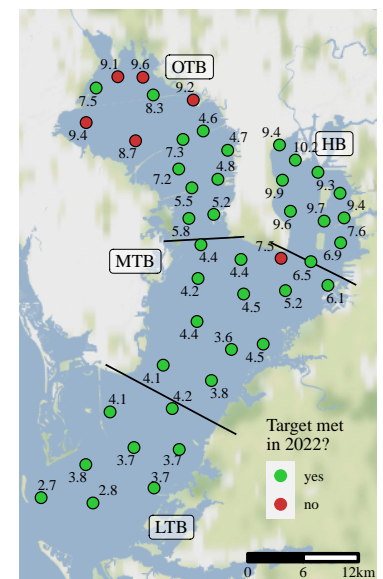 9.1 9.6 OTB
7.5 8.3 9.2
9.4 4.6
8.7 7.3 4.7 9.4 HB
10.2
7.2 4.8 9.9 9.3
5.5
5.8 5.2 9.6 9.7 9.4
7.6
MTB 4.4 4.4 7.5 6.9
6.5
4.2 4.5 5.2 6.1
4.4
3.6 4.5
4.1 3.8
4.1 4.2
Target met
in 2022?
3.7 3.7
yes
3.8 3.7
no
2.7 2.8
LTB
0 6 12km